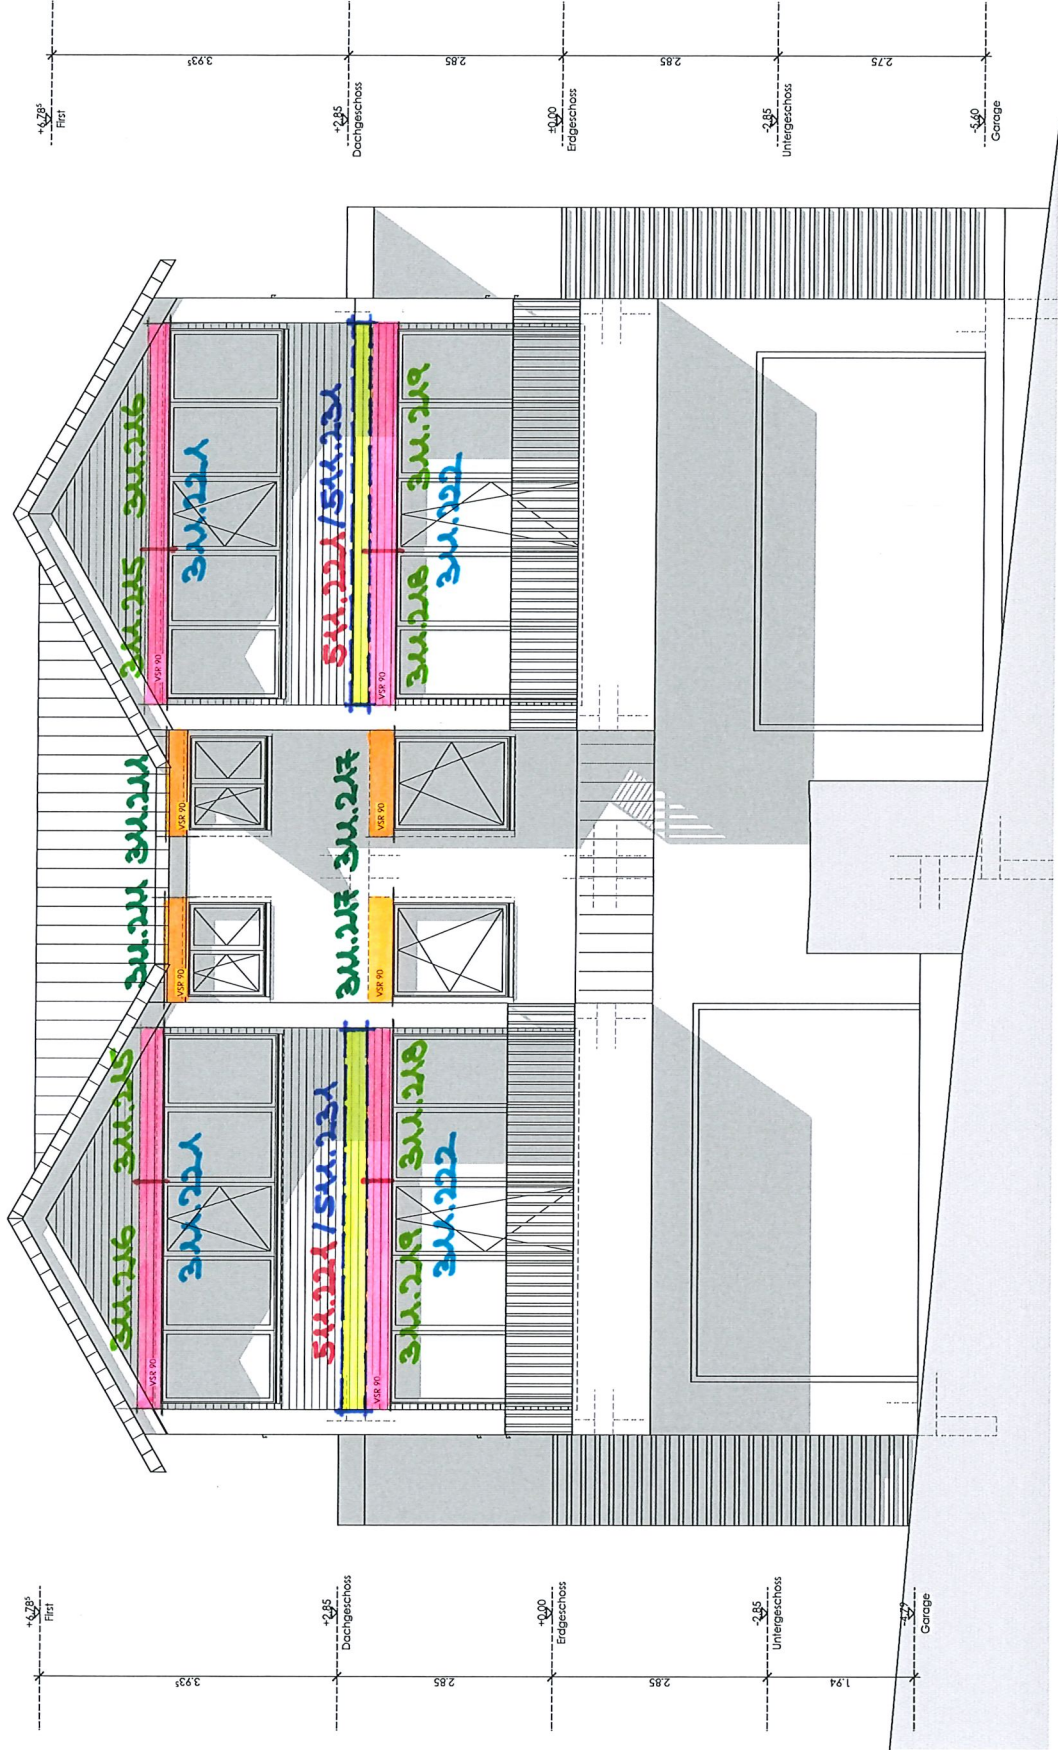 +6.78⁵
First
3.93⁵
+2.85
Dachgeschoss
2.85
±0.00
Erdgeschoss
2.85
-2.85
Untergeschoss
1.94
-4.79
Garage
311.216 311.215
VSR 90
311.221
511.221/511.231
VSR 90
311.219 311.218
311.222
311.211 311.211
VSR 90
VSR 90
311.217 311.217
VSR 90
VSR 90
311.215 311.216
VSR 90
311.221
511.221/511.231
VSR 90
311.218 311.219
311.222
+6.78⁵
First
3.93⁵
+2.85
Dachgeschoss
2.85
±0.00
Erdgeschoss
2.85
-2.85
Untergeschoss
2.75
-5.60
Garage